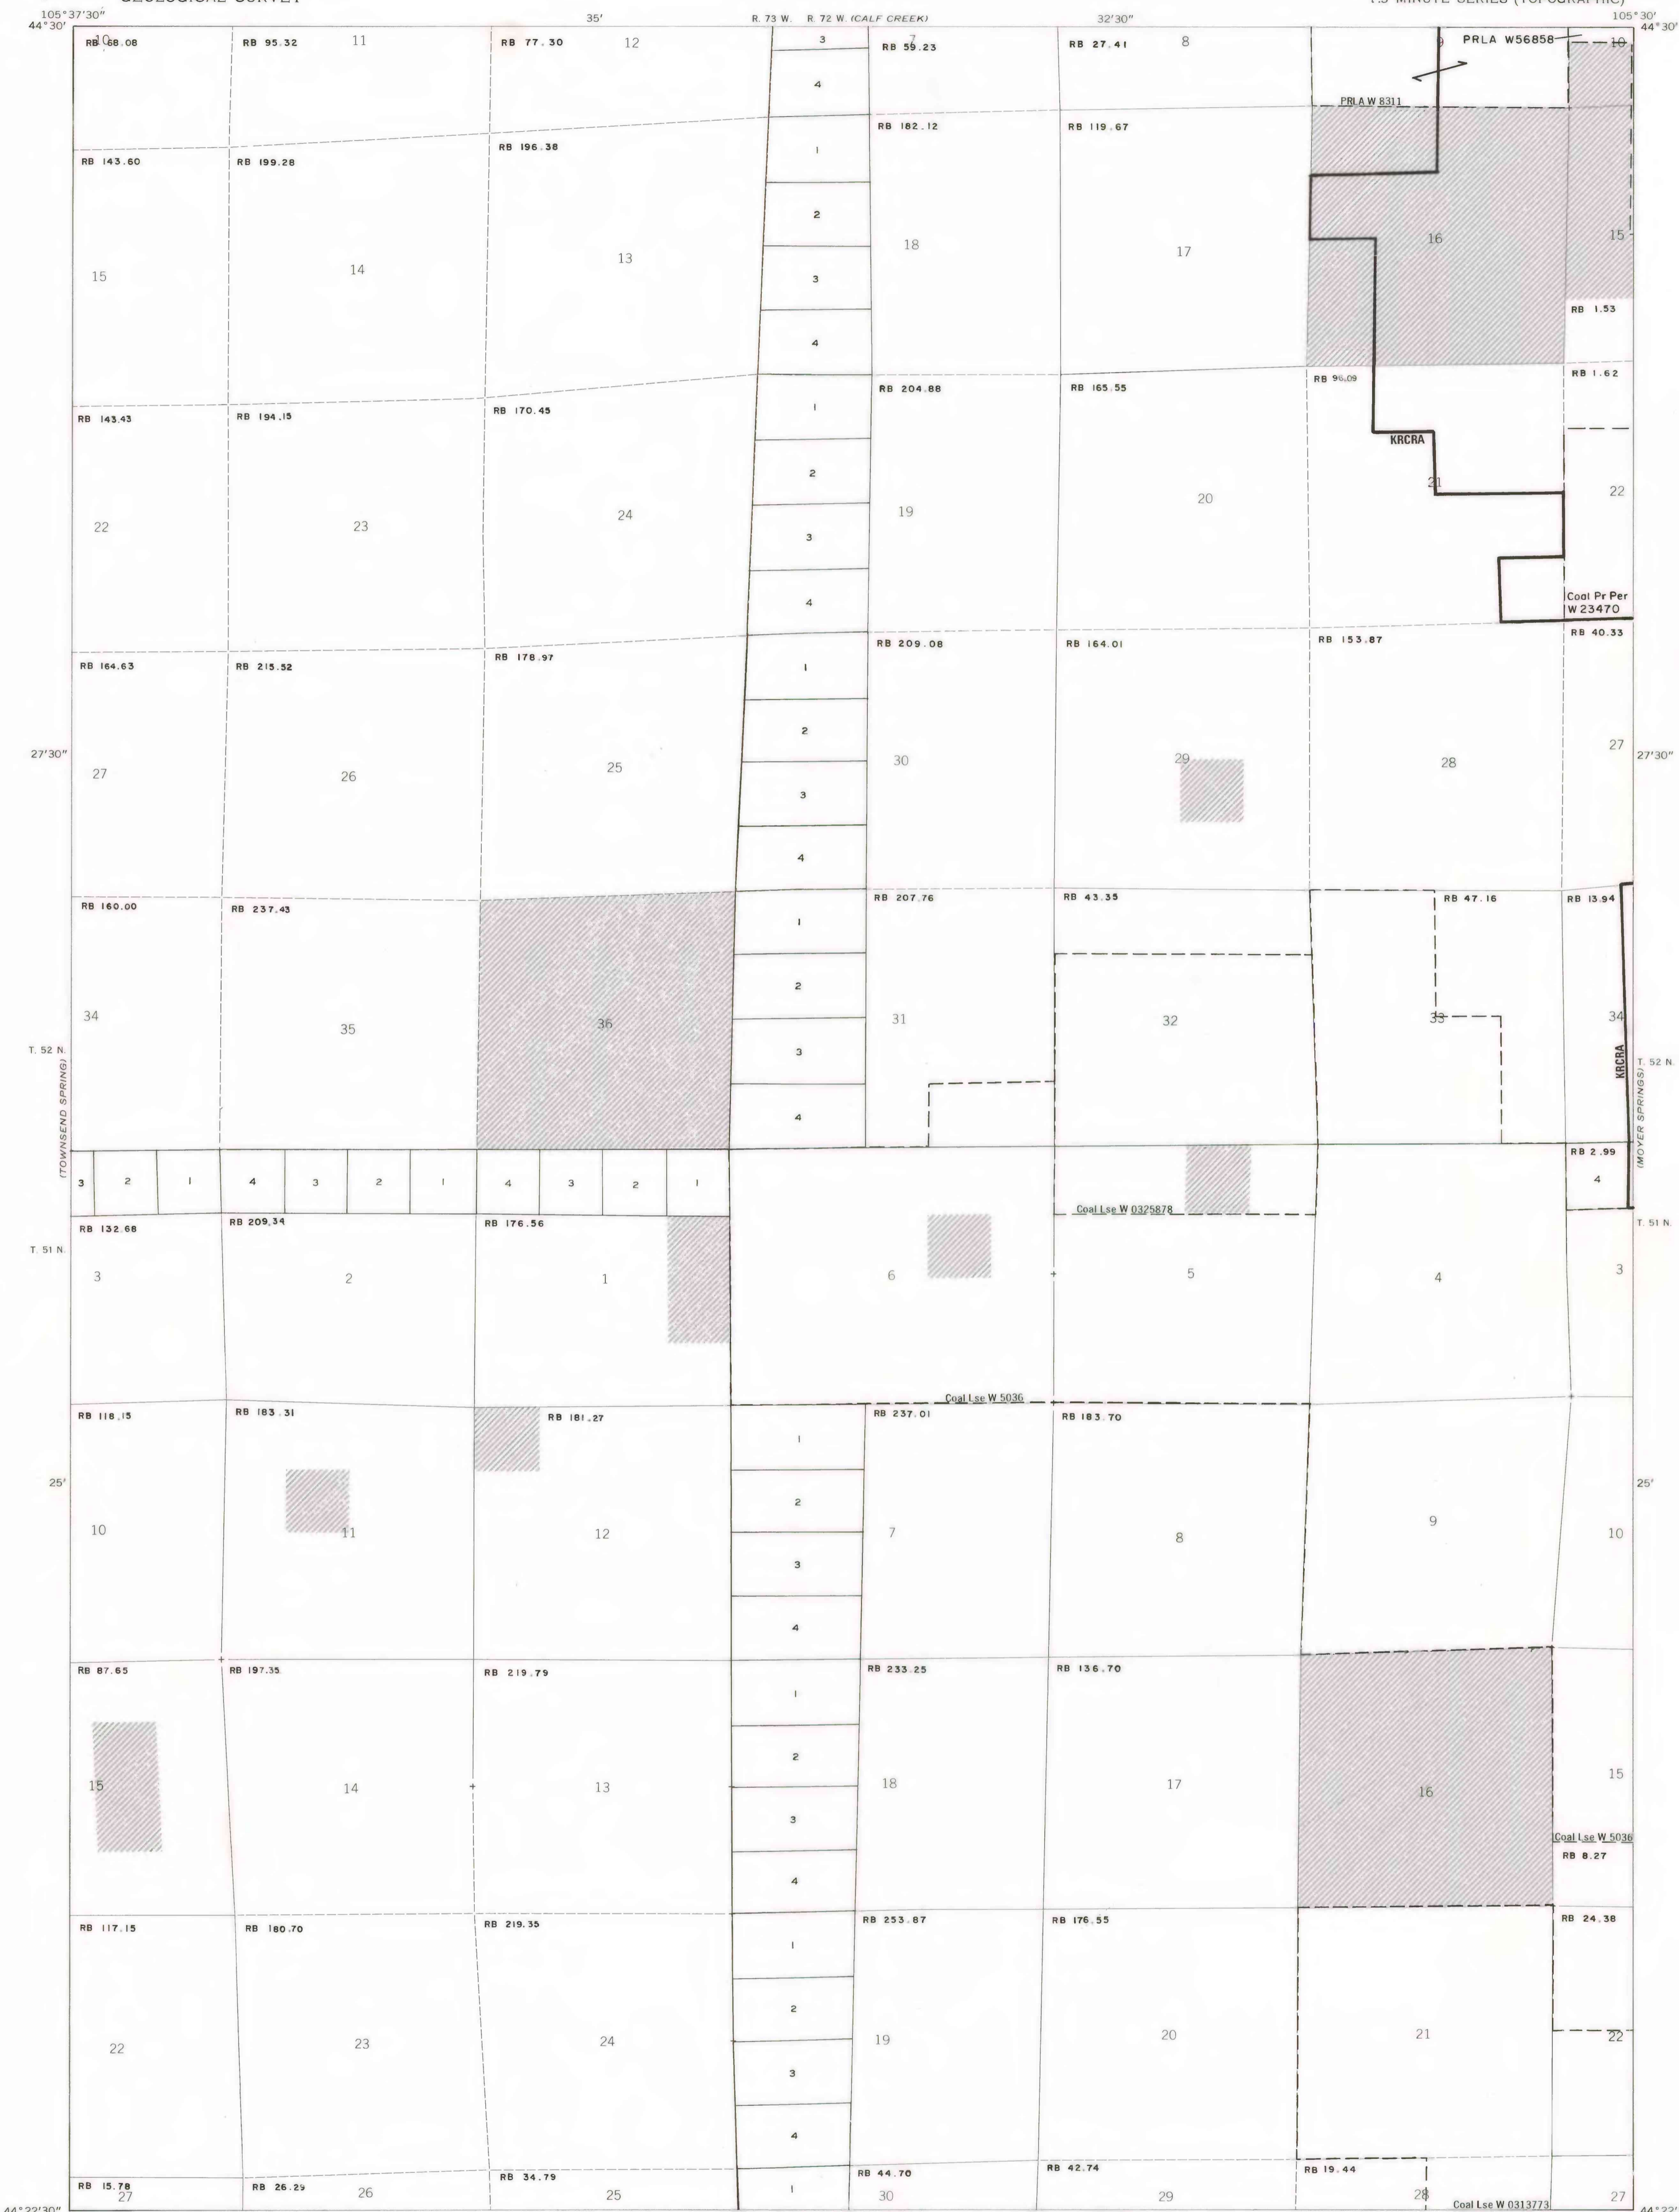 105°37'30"
44°30'
35'
R. 73 W. R. 72 W. (CALF CREEK)
32'30"
105°30'
44°30'
10
RB 68.08
RB 95.32
11
RB 77.30
12
3
4
7
RB 59.23
RB 27.41
8
9
PRLA W56858
10
PRLA W 8311
RB 143.60
RB 199.28
RB 196.38
RB 182.12
RB 119.67
1
2
3
4
15
14
13
18
17
16
15
RB 1.53
RB 143.43
RB 194.15
RB 170.45
RB 204.88
RB 165.55
RB 96.09
RB 1.62
KRCRA
1
2
3
4
22
23
24
19
20
21
22
Coal Pr Per
W 23470
RB 164.63
RB 215.52
RB 178.97
RB 209.08
RB 164.01
RB 153.87
RB 40.33
1
2
3
4
27'30"
27
26
25
30
29
28
27
27'30"
RB 160.00
RB 237.43
RB 207.76
RB 43.35
RB 47.16
RB 13.94
1
2
3
4
34
35
36
31
32
33
34
KRCRA
T. 52 N.
(TOWNSEND SPRING)
T. 52 N.
(MOYER SPRINGS)
3
2
1
4
3
2
1
4
3
2
1
RB 2.99
4
Coal Lse W 0325878
T. 51 N.
RB 132.68
RB 209.34
RB 176.56
T. 51 N.
3
2
1
6
5
4
3
Coal Lse W 5036
RB 118.15
RB 183.31
RB 181.27
RB 237.01
RB 183.70
1
2
3
4
25'
25'
10
11
12
7
8
9
10
RB 87.65
RB 197.35
RB 219.79
RB 233.25
RB 136.70
1
2
3
4
15
14
13
18
17
16
15
Coal Lse W 5036
RB 8.27
RB 117.15
RB 180.70
RB 219.35
RB 253.87
RB 176.55
RB 24.38
1
2
3
4
22
23
24
19
20
21
22
RB 15.78
RB 26.29
RB 34.79
RB 44.70
RB 42.74
RB 19.44
27
26
25
1
30
29
28
27
Coal Lse W 0313773